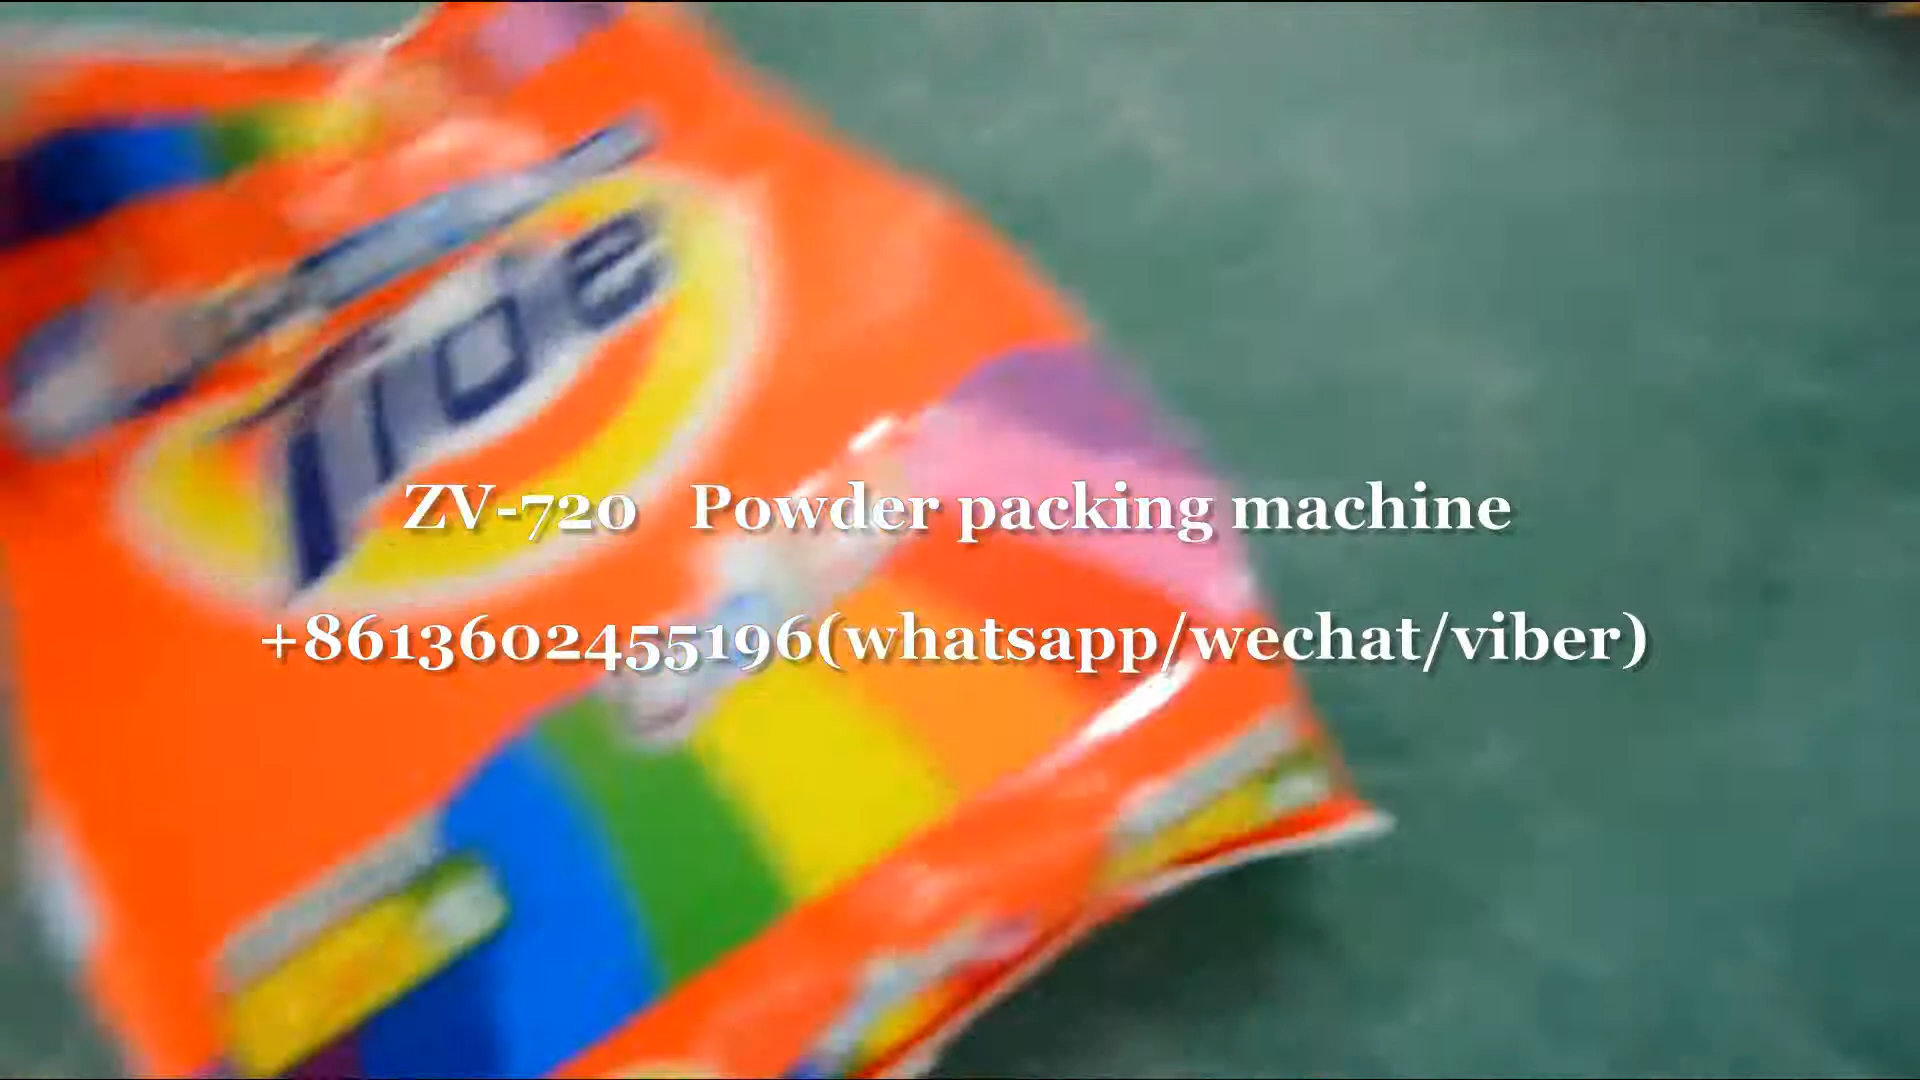 Tide
ZV-720 Powder packing machine
+8613602455196(whatsapp/wechat/viber)